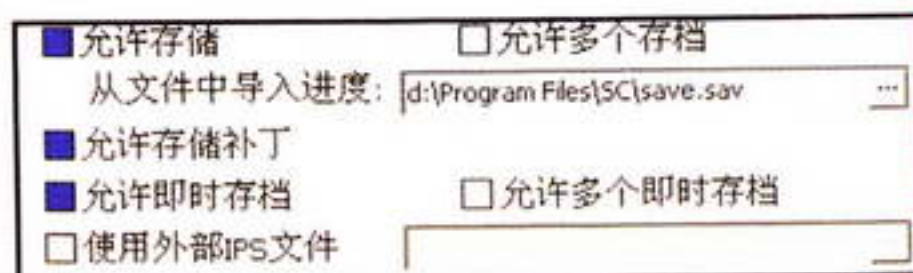 允许存储 允许多个存档
从文件中导入进度: d:\Program Files\SC\save.sav ...
允许存储补丁
允许即时存档 允许多个即时存档
使用外部IPS文件